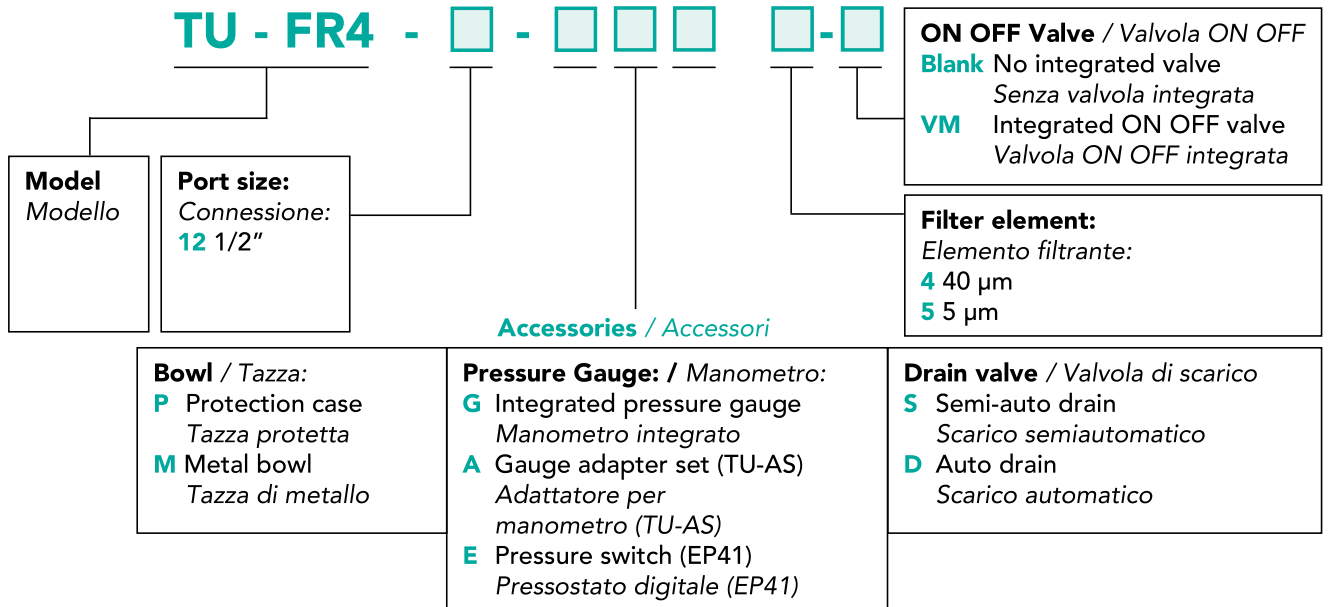 TU - FR4 - - -
ON OFF Valve / Valvola ON OFF
Blank No integrated valve
Senza valvola integrata
VM Integrated ON OFF valve
Valvola ON OFF integrata
Model
Modello
Port size:
Connessione:
12 1/2”
Filter element:
Elemento filtrante:
4 40 µm
5 5 µm
Accessories / Accessori
Bowl / Tazza:
P Protection case
Tazza protetta
M Metal bowl
Tazza di metallo
Pressure Gauge: / Manometro:
G Integrated pressure gauge
Manometro integrato
A Gauge adapter set (TU-AS)
Adattatore per
manometro (TU-AS)
E Pressure switch (EP41)
Pressostato digitale (EP41)
Drain valve / Valvola di scarico
S Semi-auto drain
Scarico semiautomatico
D Auto drain
Scarico automatico